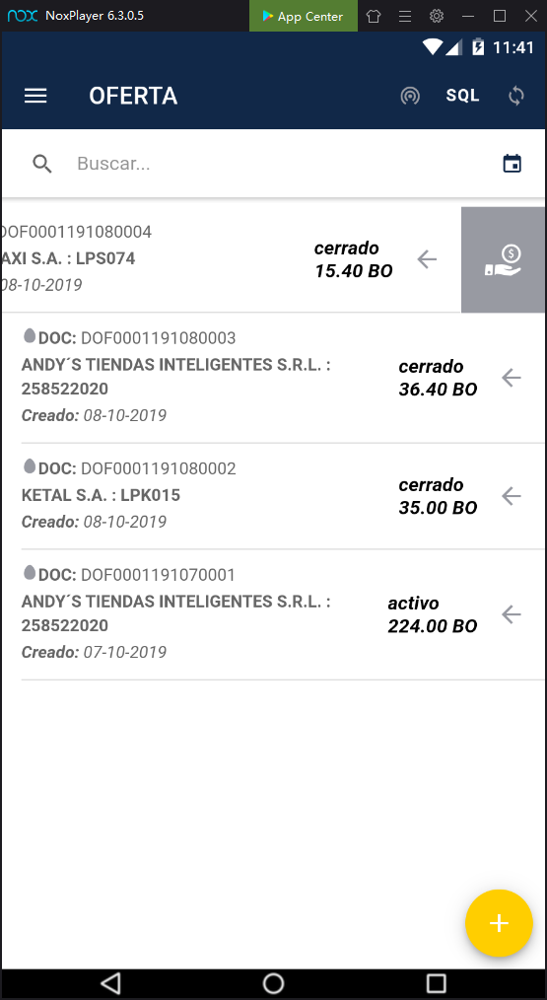 nox NoxPlayer 6.3.0.5 App Center
11:41
OFERTA SQL
Buscar...
DOF0001191080004
AXI S.A. : LPS074
08-10-2019
cerrado
15.40 BO
DOC: DOF0001191080003
ANDY´S TIENDAS INTELIGENTES S.R.L. :
258522020
Creado: 08-10-2019
cerrado
36.40 BO
DOC: DOF0001191080002
KETAL S.A. : LPK015
Creado: 08-10-2019
cerrado
35.00 BO
DOC: DOF0001191070001
ANDY´S TIENDAS INTELIGENTES S.R.L. :
258522020
Creado: 07-10-2019
activo
224.00 BO